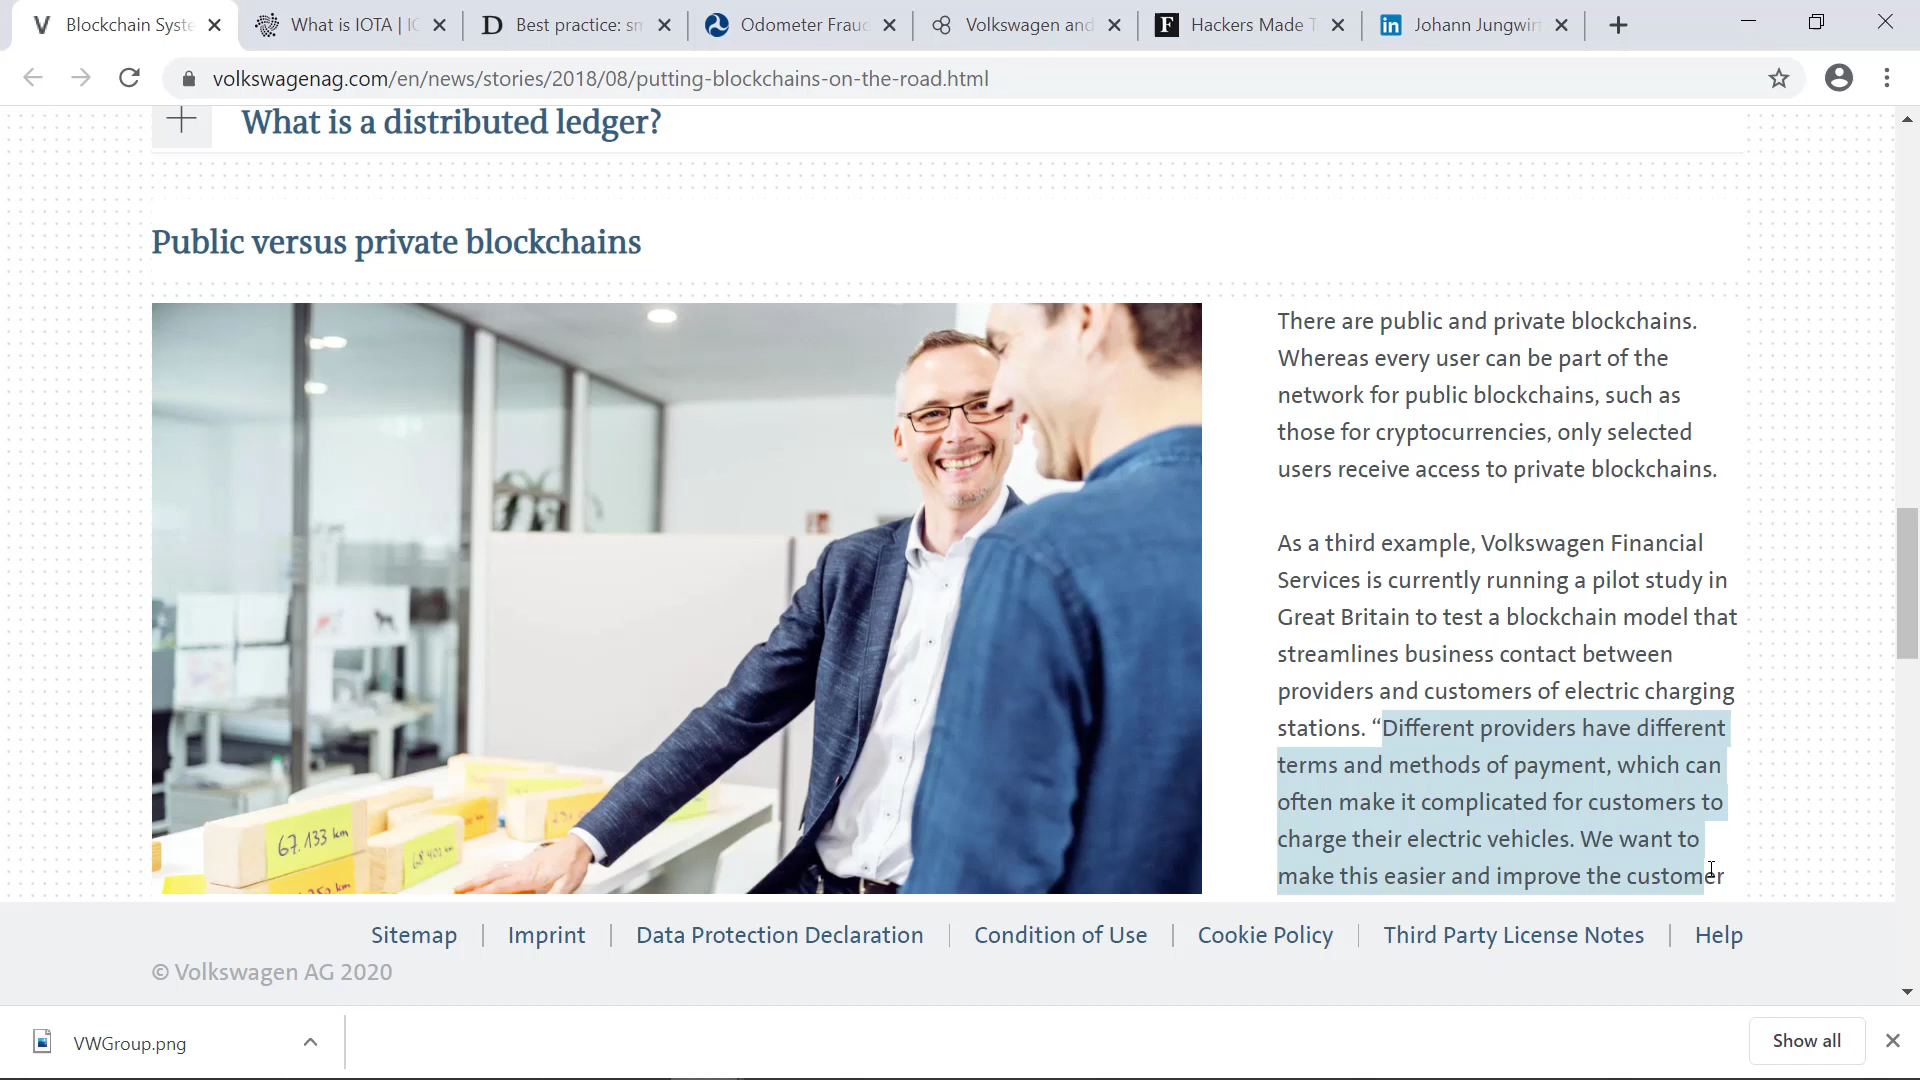 Blockchain Syste
What is IOTA | IC
Best practice: sm
Odometer Fraud
Volkswagen and
Hackers Made T
Johann Jungwir
volkswagenag.com/en/news/stories/2018/08/putting-blockchains-on-the-road.html
What is a distributed ledger?
Public versus private blockchains
There are public and private blockchains.
Whereas every user can be part of the
network for public blockchains, such as
those for cryptocurrencies, only selected
users receive access to private blockchains.
As a third example, Volkswagen Financial
Services is currently running a pilot study in
Great Britain to test a blockchain model that
streamlines business contact between
providers and customers of electric charging
stations. “Different providers have different
terms and methods of payment, which can
often make it complicated for customers to
charge their electric vehicles. We want to
make this easier and improve the customer
67.133 km
68.402 km
Sitemap
Imprint
Data Protection Declaration
Condition of Use
Cookie Policy
Third Party License Notes
Help
© Volkswagen AG 2020
VWGroup.png
Show all